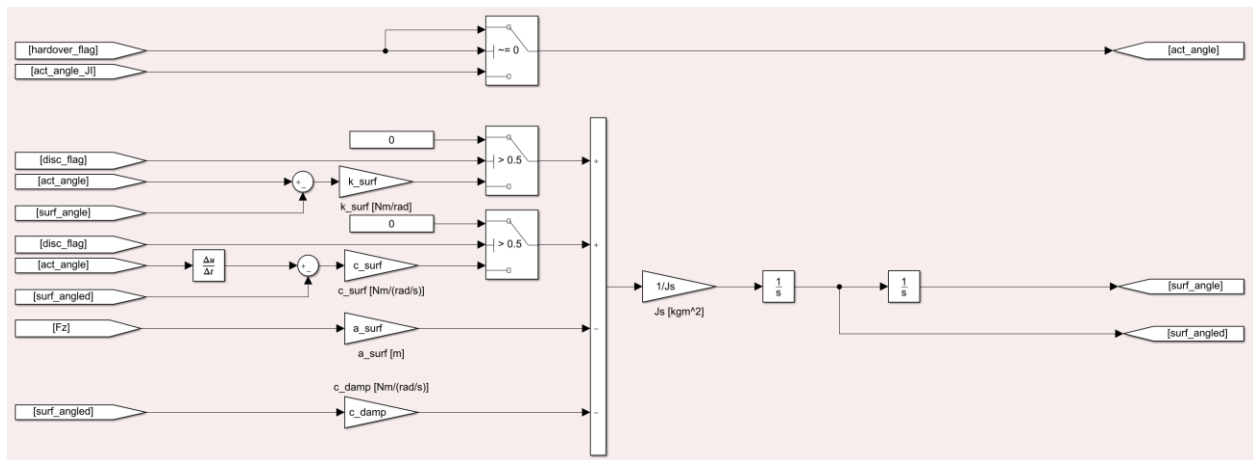 [hardover_flag]
~= 0
[act_angle]
[act_angle_JI]
0
[disc_flag]
> 0.5
+
[act_angle]
+
-
k_surf
[surf_angle]
k_surf [Nm/rad]
0
[disc_flag]
> 0.5
+
[act_angle]
Δu
Δt
+
-
c_surf
[surf_angled]
c_surf [Nm/(rad/s)]
1/Js
1
s
1
s
[surf_angle]
Js [kgm^2]
[Fz]
a_surf
-
[surf_angled]
a_surf [m]
c_damp [Nm/(rad/s)]
[surf_angled]
c_damp
-